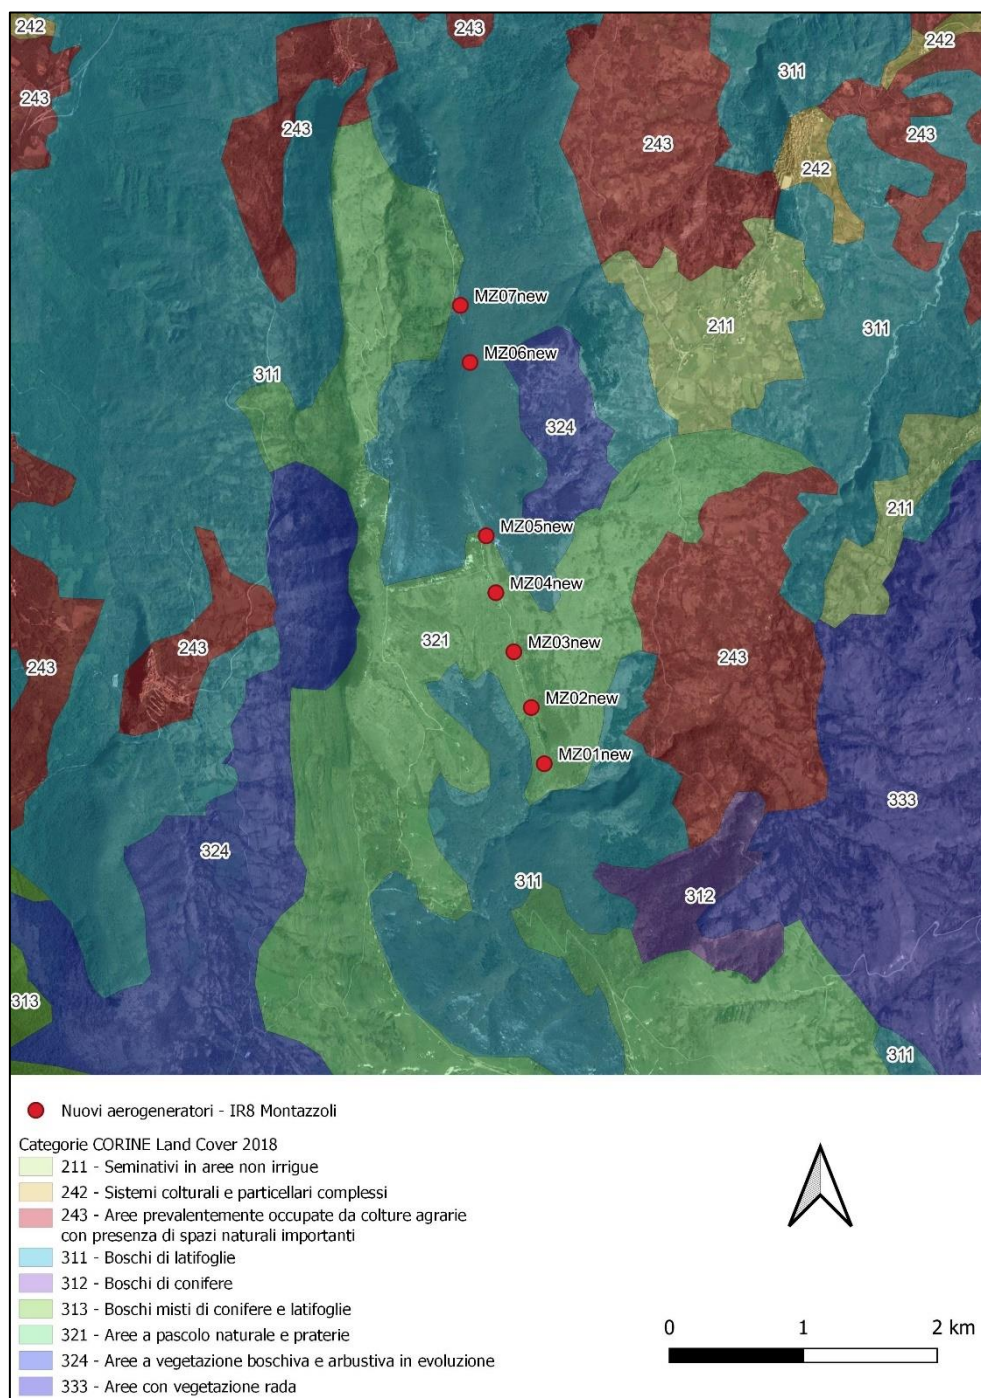 242
243
242
311
243
243
243
243
243
242
MZ07new
211
311
MZ06new
311
324
211
MZ05new
MZ04new
321
MZ03new
243
243
243
MZ02new
MZ01new
333
324
311
312
313
311
Nuovi aerogeneratori - IR8 Montazzoli
Categorie CORINE Land Cover 2018
211 - Seminativi in aree non irrigue
242 - Sistemi colturali e particellari complessi
243 - Aree prevalentemente occupate da colture agrarie
con presenza di spazi naturali importanti
311 - Boschi di latifoglie
312 - Boschi di conifere
313 - Boschi misti di conifere e latifoglie
321 - Aree a pascolo naturale e praterie
324 - Aree a vegetazione boschiva e arbustiva in evoluzione
333 - Aree con vegetazione rada
0 1 2 km